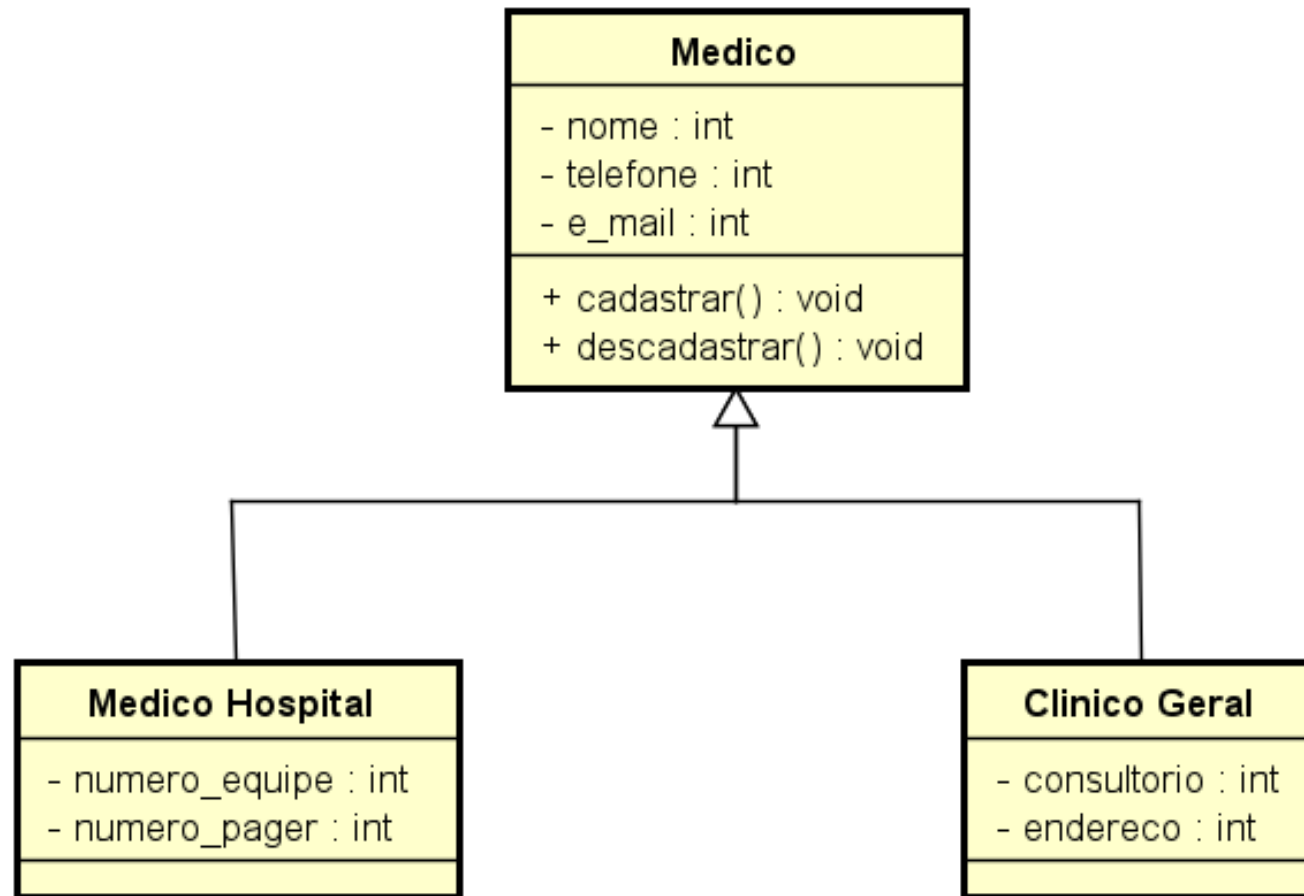 Medico
- nome : int
- telefone : int
- e_mail : int
+ cadastrar() : void
+ descadastrar() : void
Medico Hospital
- numero_equipe : int
- numero_pager : int
Clinico Geral
- consultorio : int
- endereco : int